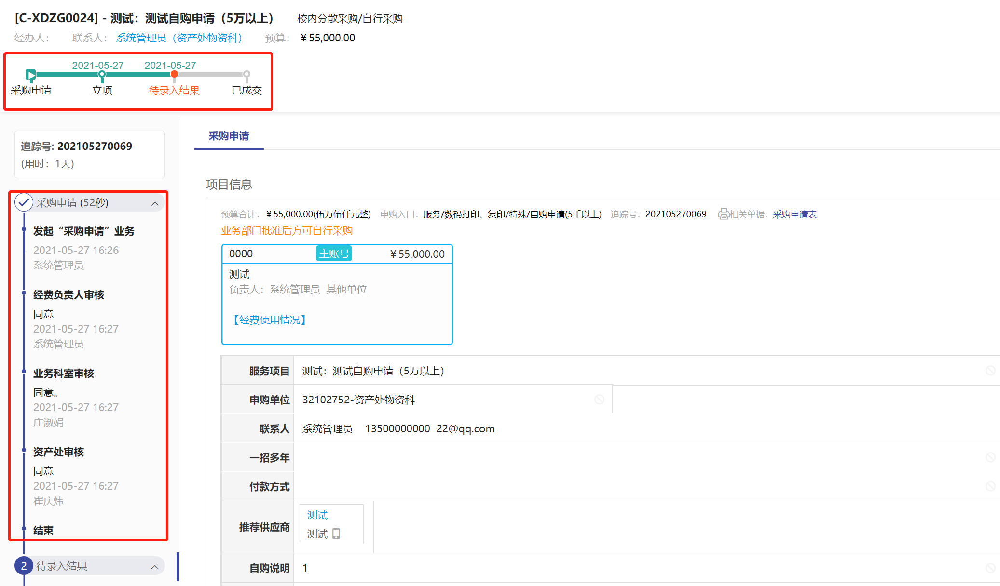 [C-XDZG0024] - 测试：测试自购申请（5万以上） 校内分散采购/自行采购
经办人： 联系人： 系统管理员（资产处物资科） 预算： ¥55,000.00
2021-05-27 2021-05-27
采购申请 立项 待录入结果 已成交
追踪号: 202105270069
(用时：1天)
采购申请 (52秒)
发起“采购申请”业务
2021-05-27 16:26
系统管理员
经费负责人审核
同意
2021-05-27 16:27
系统管理员
业务科室审核
同意。
2021-05-27 16:27
庄淑娟
资产处审核
同意
2021-05-27 16:27
崔庆炜
结束
2 待录入结果
采购申请
项目信息
预算合计： ¥55,000.00(伍万伍仟元整) 申购入口： 服务/数码打印、复印/特殊/自购申请(5千以上) 追踪号： 202105270069 相关单据： 采购申请表
业务部门批准后方可自行采购
0000 主账号 ¥55,000.00
测试
负责人：系统管理员 其他单位
【经费使用情况】
服务项目 测试：测试自购申请（5万以上）
申购单位 32102752-资产处物资科
联系人 系统管理员 13500000000 22@qq.com
一招多年
付款方式
推荐供应商 测试
测试
自购说明 1